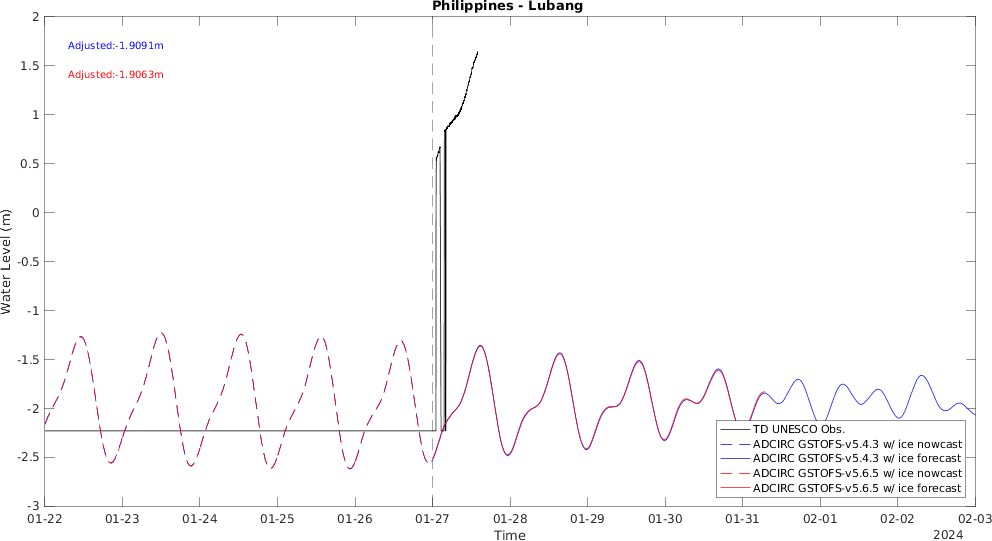 Philippines - Lubang
2
1.5
1
0.5
0
-0.5
-1
-1.5
-2
-2.5
-3
Water Level (m)
Adjusted:-1.9091m
Adjusted:-1.9063m
TD UNESCO Obs.
ADCIRC GSTOFS-v5.4.3 w/ ice nowcast
ADCIRC GSTOFS-v5.4.3 w/ ice forecast
ADCIRC GSTOFS-v5.6.5 w/ ice nowcast
ADCIRC GSTOFS-v5.6.5 w/ ice forecast
01-22 01-23 01-24 01-25 01-26 01-27 01-28 01-29 01-30 01-31 02-01 02-02 02-03
Time
2024